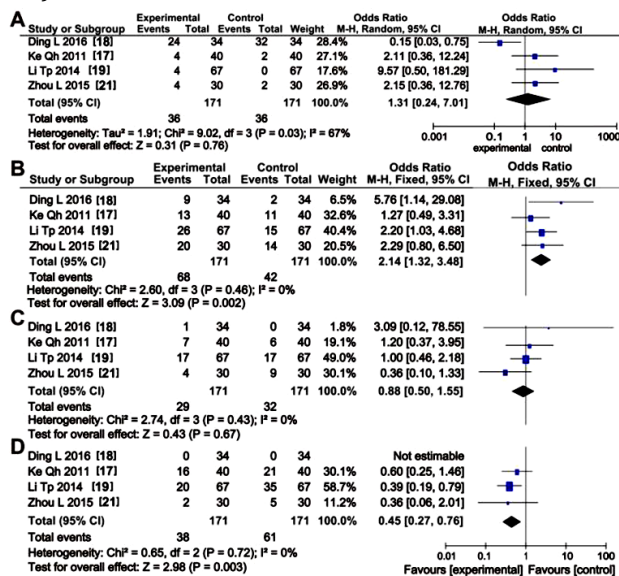 A
Experimental Control Odds Ratio Odds Ratio
Study or Subgroup Events Total Events Total Weight M-H, Random, 95% CI M-H, Random, 95% CI
Ding L 2016 [18] 24 34 32 34 28.4% 0.15 [0.03, 0.75]
Ke Qh 2011 [17] 4 40 2 40 27.1% 2.11 [0.36, 12.24]
Li Tp 2014 [19] 4 67 0 67 17.6% 9.57 [0.50, 181.29]
Zhou L 2015 [21] 4 30 2 30 26.9% 2.15 [0.36, 12.76]
Total (95% CI) 171 171 100.0% 1.31 [0.24, 7.01]
Total events 36 36
Heterogeneity: Tau² = 1.91; Chi² = 9.02, df = 3 (P = 0.03); I² = 67%
Test for overall effect: Z = 0.31 (P = 0.76)
0.001 0.1 1 10 1000
experimental control
B
Experimental Control Odds Ratio Odds Ratio
Study or Subgroup Events Total Events Total Weight M-H, Fixed, 95% CI M-H, Fixed, 95% CI
Ding L 2016 [18] 9 34 2 34 6.5% 5.76 [1.14, 29.08]
Ke Qh 2011 [17] 13 40 11 40 32.6% 1.27 [0.49, 3.31]
Li Tp 2014 [19] 26 67 15 67 40.4% 2.20 [1.03, 4.68]
Zhou L 2015 [21] 20 30 14 30 20.5% 2.29 [0.80, 6.50]
Total (95% CI) 171 171 100.0% 2.14 [1.32, 3.48]
Total events 68 42
Heterogeneity: Chi² = 2.60, df = 3 (P = 0.46); I² = 0%
Test for overall effect: Z = 3.09 (P = 0.002)
C
Ding L 2016 [18] 1 34 0 34 1.8% 3.09 [0.12, 78.55]
Ke Qh 2011 [17] 7 40 6 40 19.1% 1.20 [0.37, 3.95]
Li Tp 2014 [19] 17 67 17 67 49.0% 1.00 [0.46, 2.18]
Zhou L 2015 [21] 4 30 9 30 30.1% 0.36 [0.10, 1.33]
Total (95% CI) 171 171 100.0% 0.88 [0.50, 1.55]
Total events 29 32
Heterogeneity: Chi² = 2.74, df = 3 (P = 0.43); I² = 0%
Test for overall effect: Z = 0.43 (P = 0.67)
D
Ding L 2016 [18] 0 34 0 34 Not estimable
Ke Qh 2011 [17] 16 40 21 40 30.1% 0.60 [0.25, 1.46]
Li Tp 2014 [19] 20 67 35 67 58.7% 0.39 [0.19, 0.79]
Zhou L 2015 [21] 2 30 5 30 11.2% 0.36 [0.06, 2.01]
Total (95% CI) 171 171 100.0% 0.45 [0.27, 0.76]
Total events 38 61
Heterogeneity: Chi² = 0.65, df = 2 (P = 0.72); I² = 0%
Test for overall effect: Z = 2.98 (P = 0.003)
0.01 0.1 1 10 100
Favours [experimental] Favours [control]